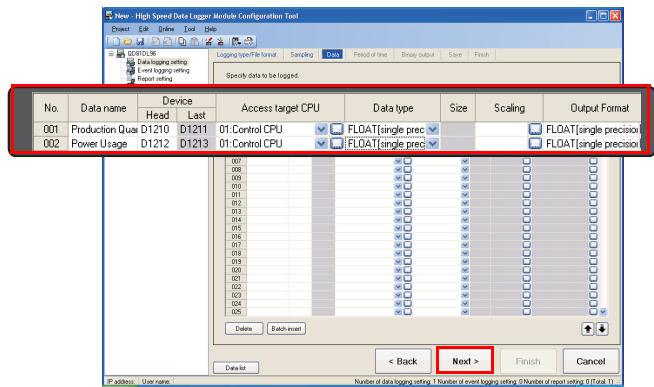 New - High Speed Data Logger Module Configuration Tool
Project Edit Online Tool Help
QD81DL96
Data logging setting
Event logging setting
Report setting
Logging type/File format Sampling Data Period of time Binary output Save Finish
Specify data to be logged.
No. Data name Device Access target CPU Data type Size Scaling Output Format
Head Last
001 Production Qua D1210 D1211 01:Control CPU FLOAT[single prec FLOAT[single precision
002 Power Usage D1212 D1213 01:Control CPU FLOAT[single prec FLOAT[single precision
007
008
009
010
011
012
013
014
015
016
017
018
019
020
021
022
023
024
025
Delete Batch insert
Data list
< Back Next > Finish Cancel
IP address: User name: Number of data logging setting: 1 Number of event logging setting: 0 Number of report setting: 0 (Total: 1)